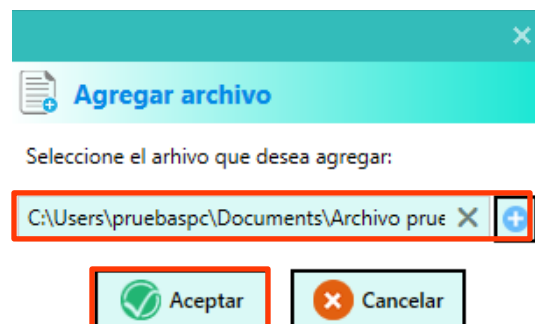 Agregar archivo
Seleccione el arhivo que desea agregar:
C:\Users\pruebaspc\Documents\Archivo prue
Aceptar Cancelar